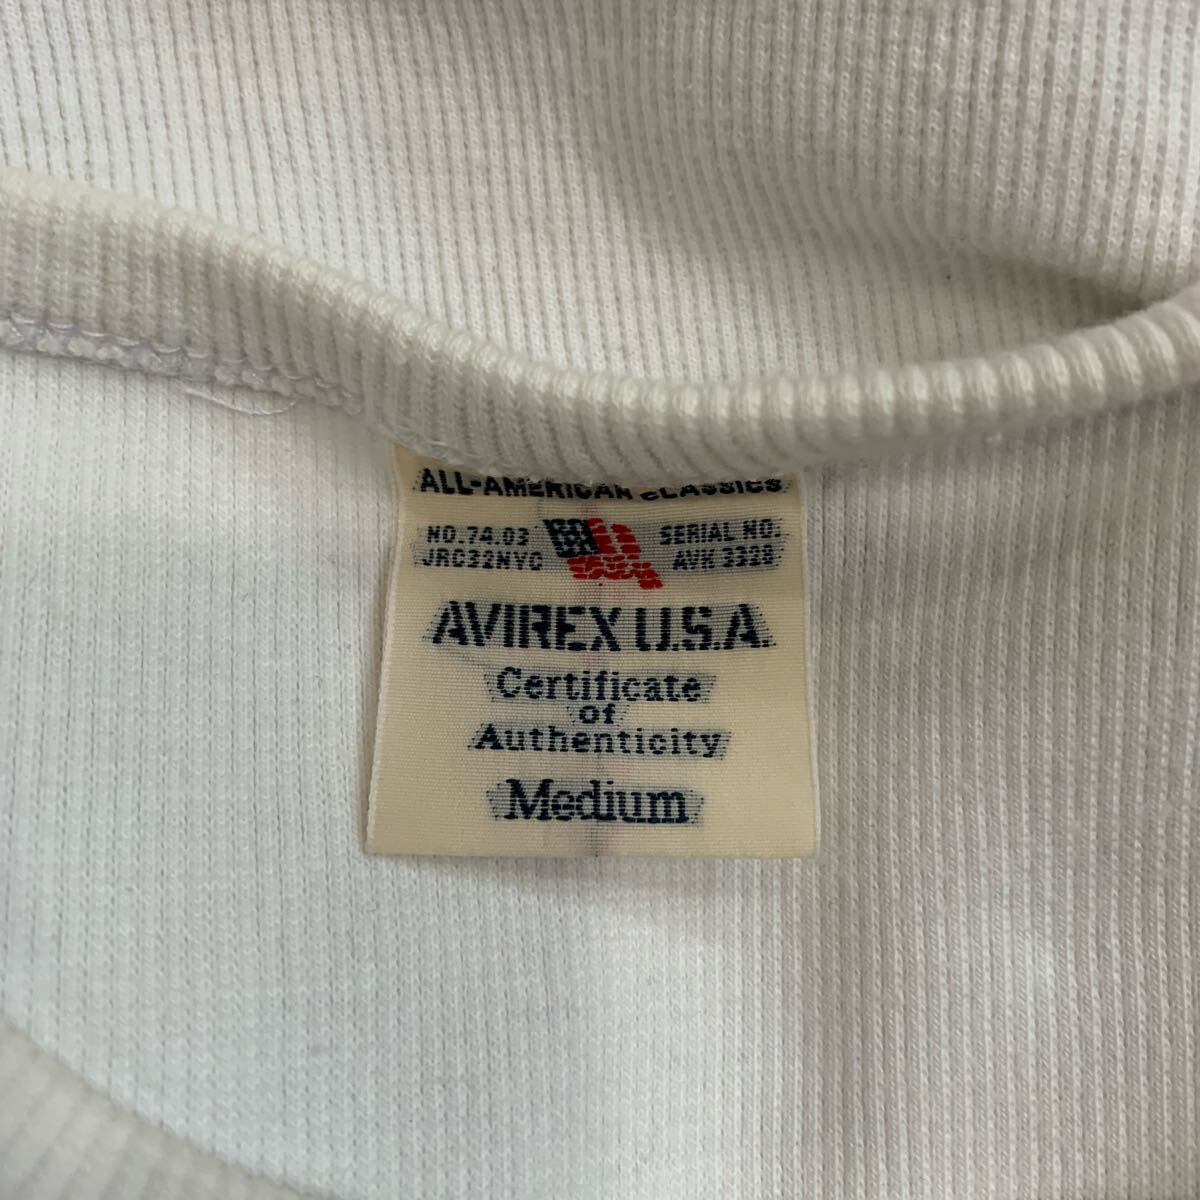 ALL-AMERICAN CLASSICS
NO.74.03
JRC32NYC
SERIAL NO.
AVK 3328
AVIREX U.S.A.
Certificate
of
Authenticity
Medium